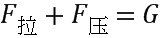 F拉 + F压 = G